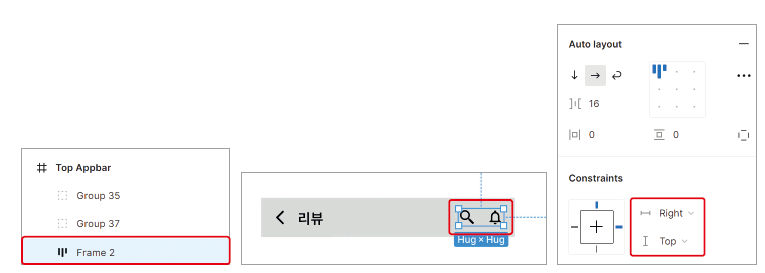 Top Appbar
Group 35
Group 37
Frame 2
리뷰
Hug × Hug
Auto layout
16
0
0
Constraints
Right
Top